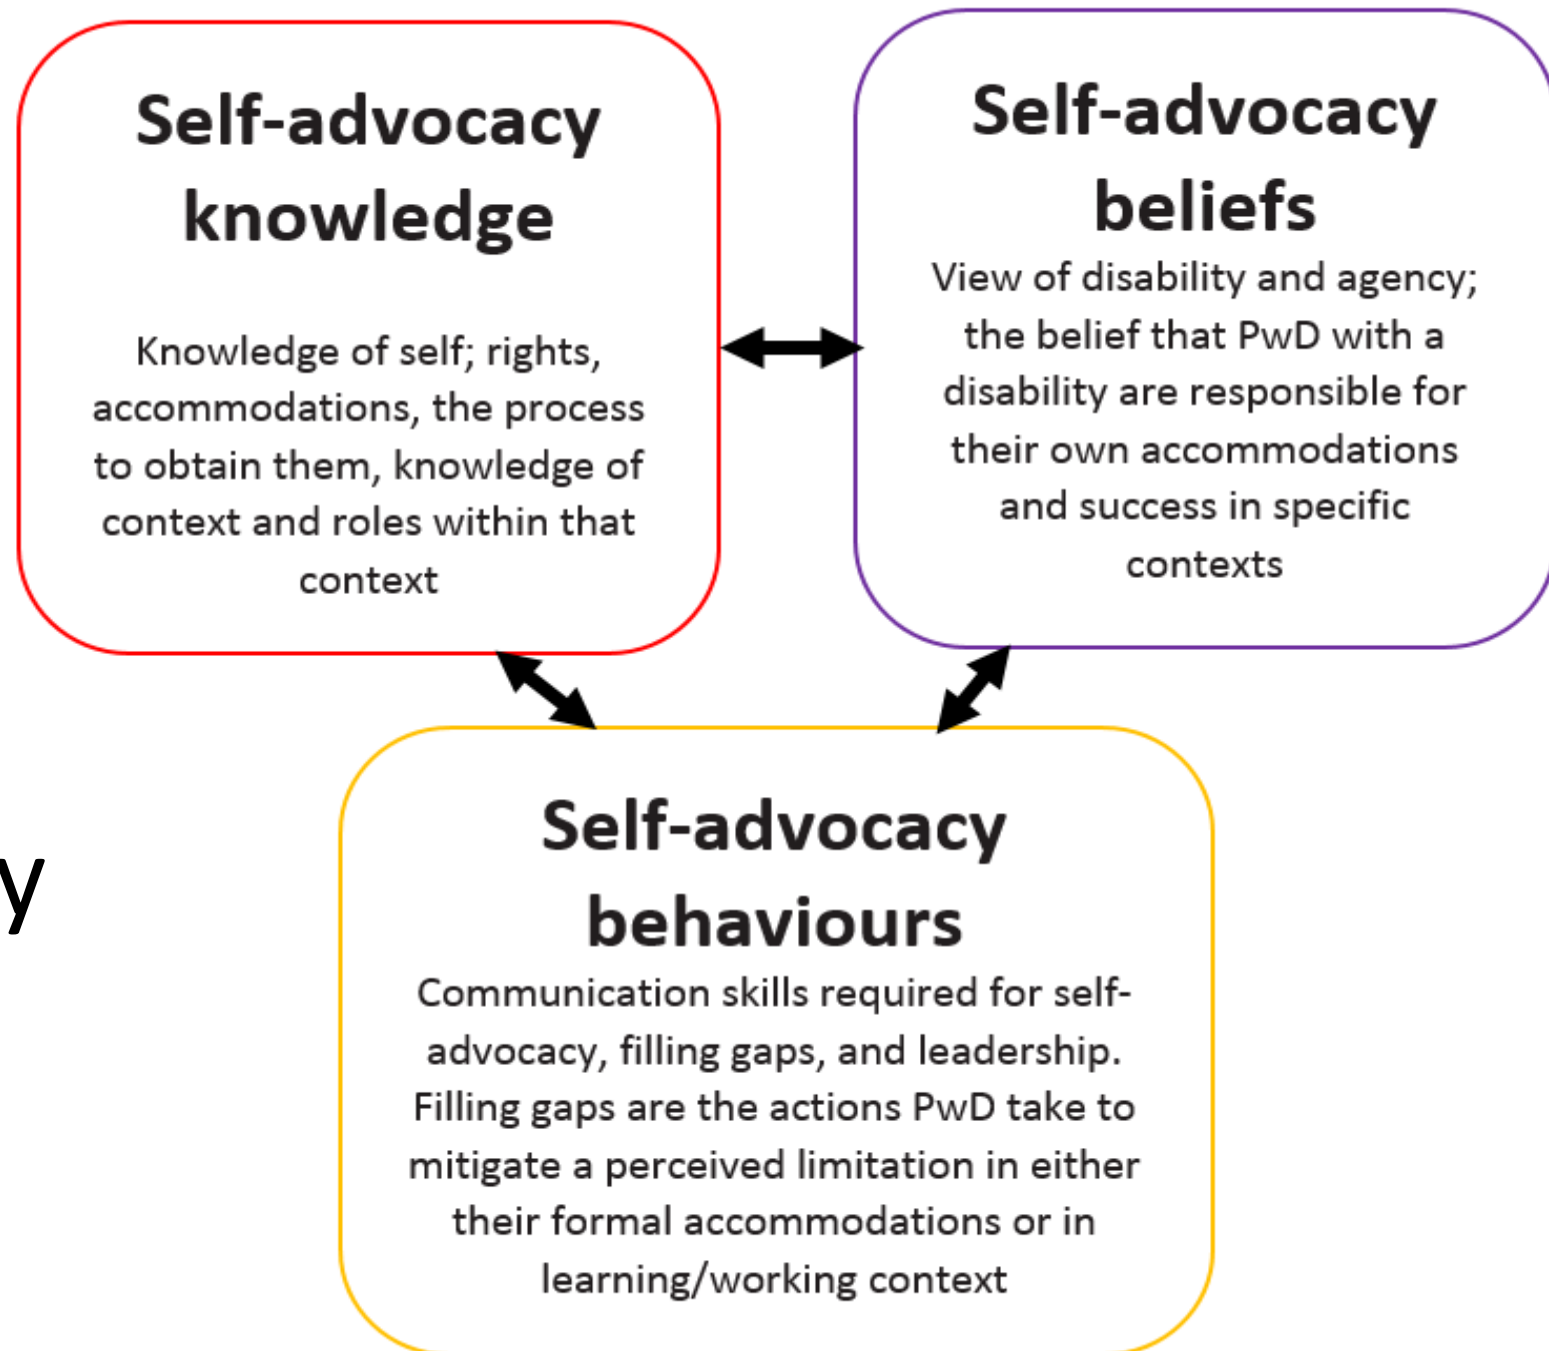 Self-advocacy
knowledge
Knowledge of self; rights,
accommodations, the process
to obtain them, knowledge of
context and roles within that
context
Self-advocacy
beliefs
View of disability and agency;
the belief that PwD with a
disability are responsible for
their own accommodations
and success in specific
contexts
y
Self-advocacy
behaviours
Communication skills required for self-
advocacy, filling gaps, and leadership.
Filling gaps are the actions PwD take to
mitigate a perceived limitation in either
their formal accommodations or in
learning/working context